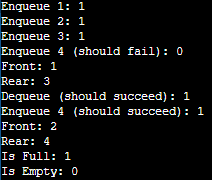 Enqueue 1: 1
Enqueue 2: 1
Enqueue 3: 1
Enqueue 4 (should fail): 0
Front: 1
Rear: 3
Dequeue (should succeed): 1
Enqueue 4 (should succeed): 1
Front: 2
Rear: 4
Is Full: 1
Is Empty: 0